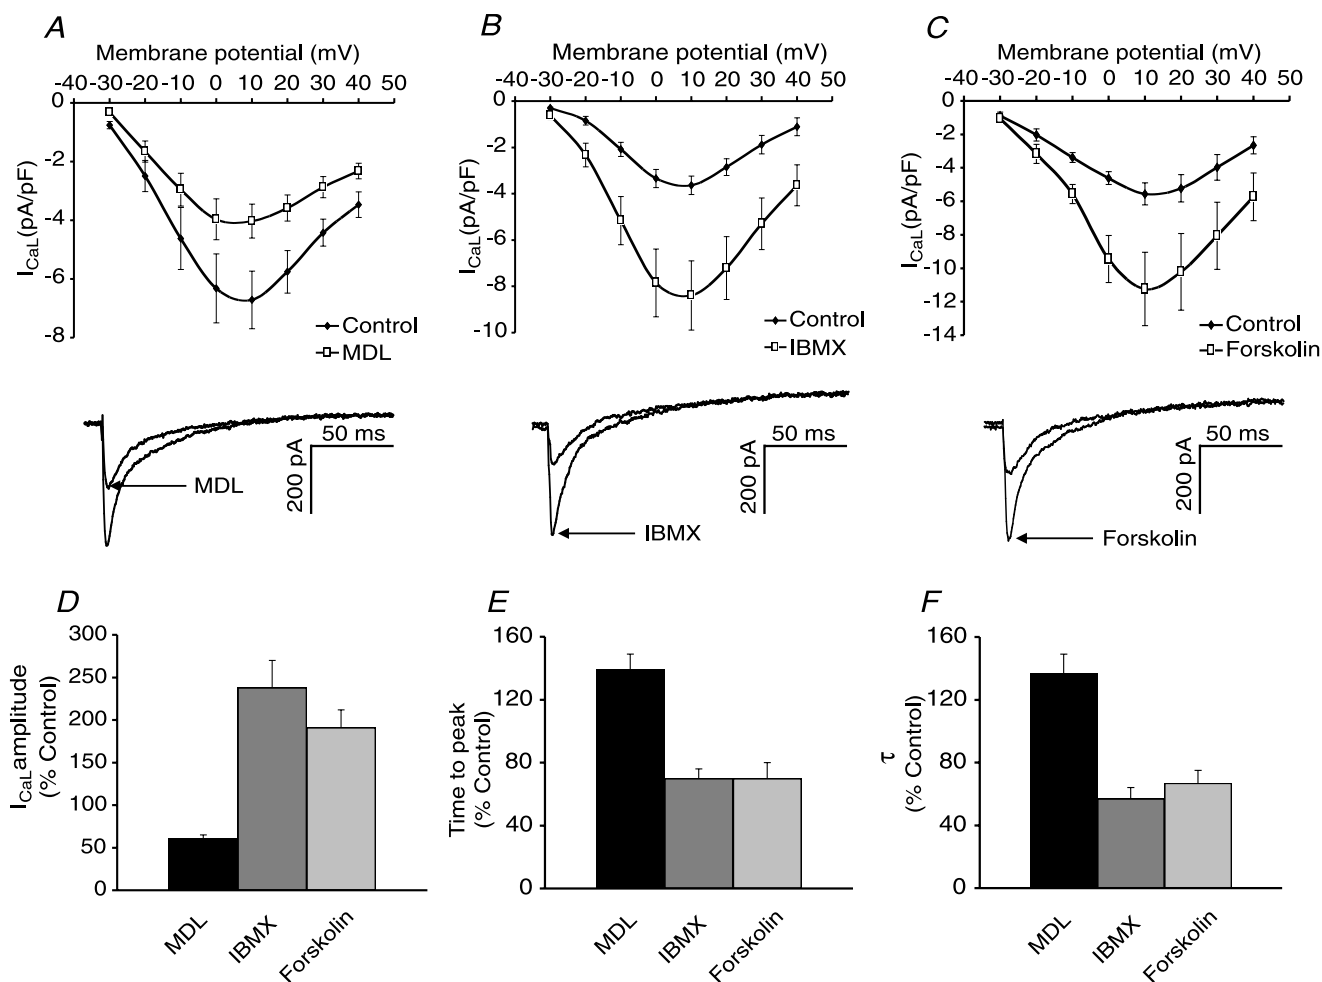 A
B
C
Membrane potential (mV)
Membrane potential (mV)
Membrane potential (mV)
-40 -30 -20 -10 0 10 20 30 40 50
-40 -30 -20 -10 0 10 20 30 40 50
-40 -30 -20 -10 0 10 20 30 40 50
0
-2
-4
-6
-8
I CaL (pA/pF)
Control
MDL
0
-2
-4
-6
-8
-10
I CaL (pA/pF)
Control
IBMX
0
-2
-4
-6
-8
-10
-12
-14
I CaL (pA/pF)
Control
Forskolin
50 ms
200 pA
MDL
50 ms
200 pA
IBMX
50 ms
200 pA
Forskolin
D
300
250
200
150
100
50
0
I CaL amplitude
(% Control)
MDL
IBMX
Forskolin
E
160
120
80
40
0
Time to peak
(% Control)
MDL
IBMX
Forskolin
F
160
120
80
40
0
τ
(% Control)
MDL
IBMX
Forskolin